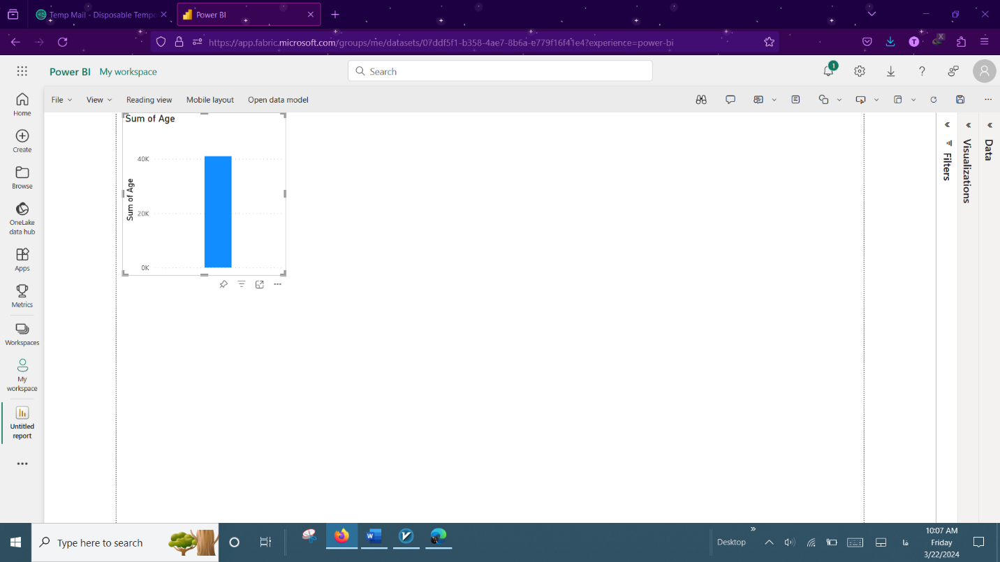 Temp Mail - Disposable Tempo
Power BI
https://app.fabric.microsoft.com/groups/me/datasets/07ddf5f1-b358-4ae7-8b6a-e779f16f41e4?experience=power-bi
T
X
Power BI
My workspace
Search
1
File
View
Reading view
Mobile layout
Open data model
Home
Create
Browse
OneLake
data hub
Apps
Metrics
Workspaces
My
workspace
Untitled
report
Sum of Age
Sum of Age
40K
20K
0K
Filters
Visualizations
Data
Type here to search
Desktop
فا
10:07 AM
Friday
3/22/2024